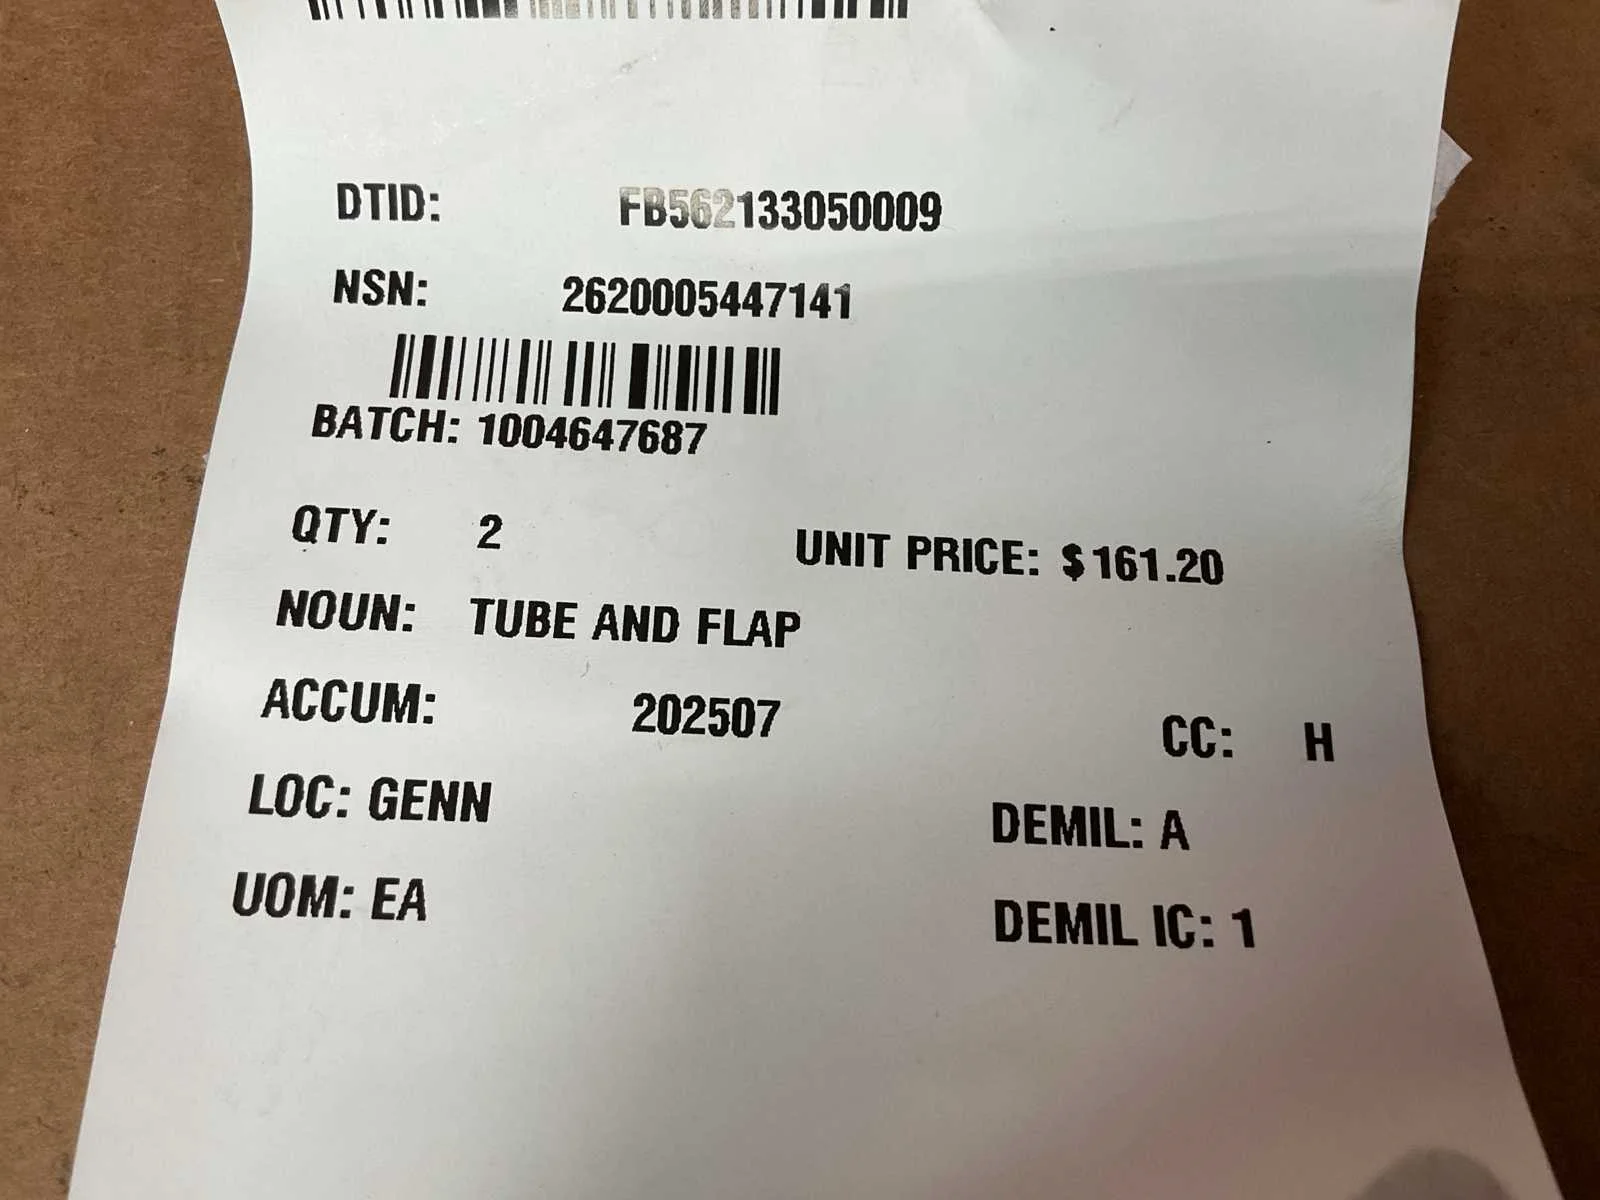 DTID: FB562133050009
NSN: 2620005447141
BATCH: 1004647687
QTY: 2 UNIT PRICE: $161.20
NOUN: TUBE AND FLAP
ACCUM: 202507 CC: H
LOC: GENN DEMIL: A
UOM: EA DEMIL IC: 1